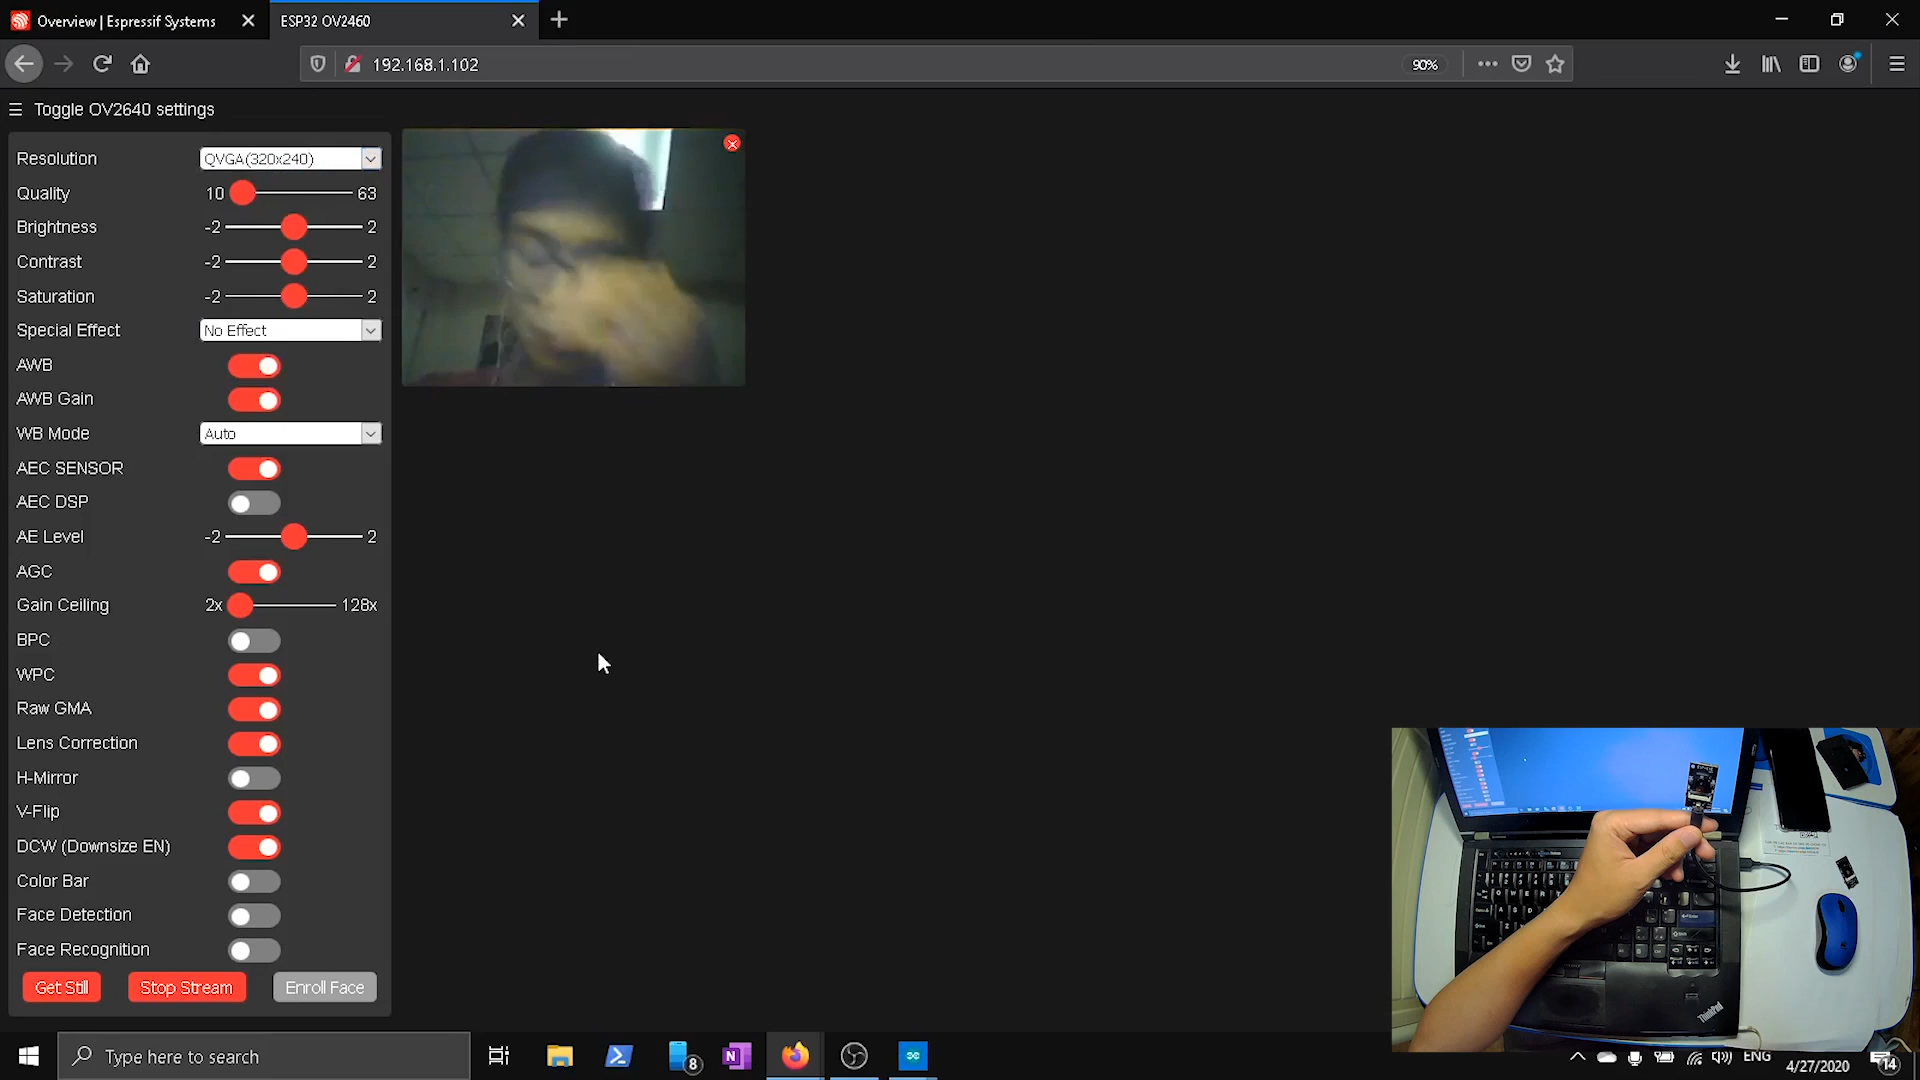 Overview | Espressif Systems
ESP32 OV2460
192.168.1.102
90%
Toggle OV2640 settings
Resolution QVGA(320x240)
Quality 10 63
Brightness -2 2
Contrast -2 2
Saturation -2 2
Special Effect No Effect
AWB
AWB Gain
WB Mode Auto
AEC SENSOR
AEC DSP
AE Level -2 2
AGC
Gain Ceiling 2x 128x
BPC
WPC
Raw GMA
Lens Correction
H-Mirror
V-Flip
DCW (Downsize EN)
Color Bar
Face Detection
Face Recognition
Get Still Stop Stream Enroll Face
ThinkPad
Type here to search
8
N
ENG
4/27/2020
14